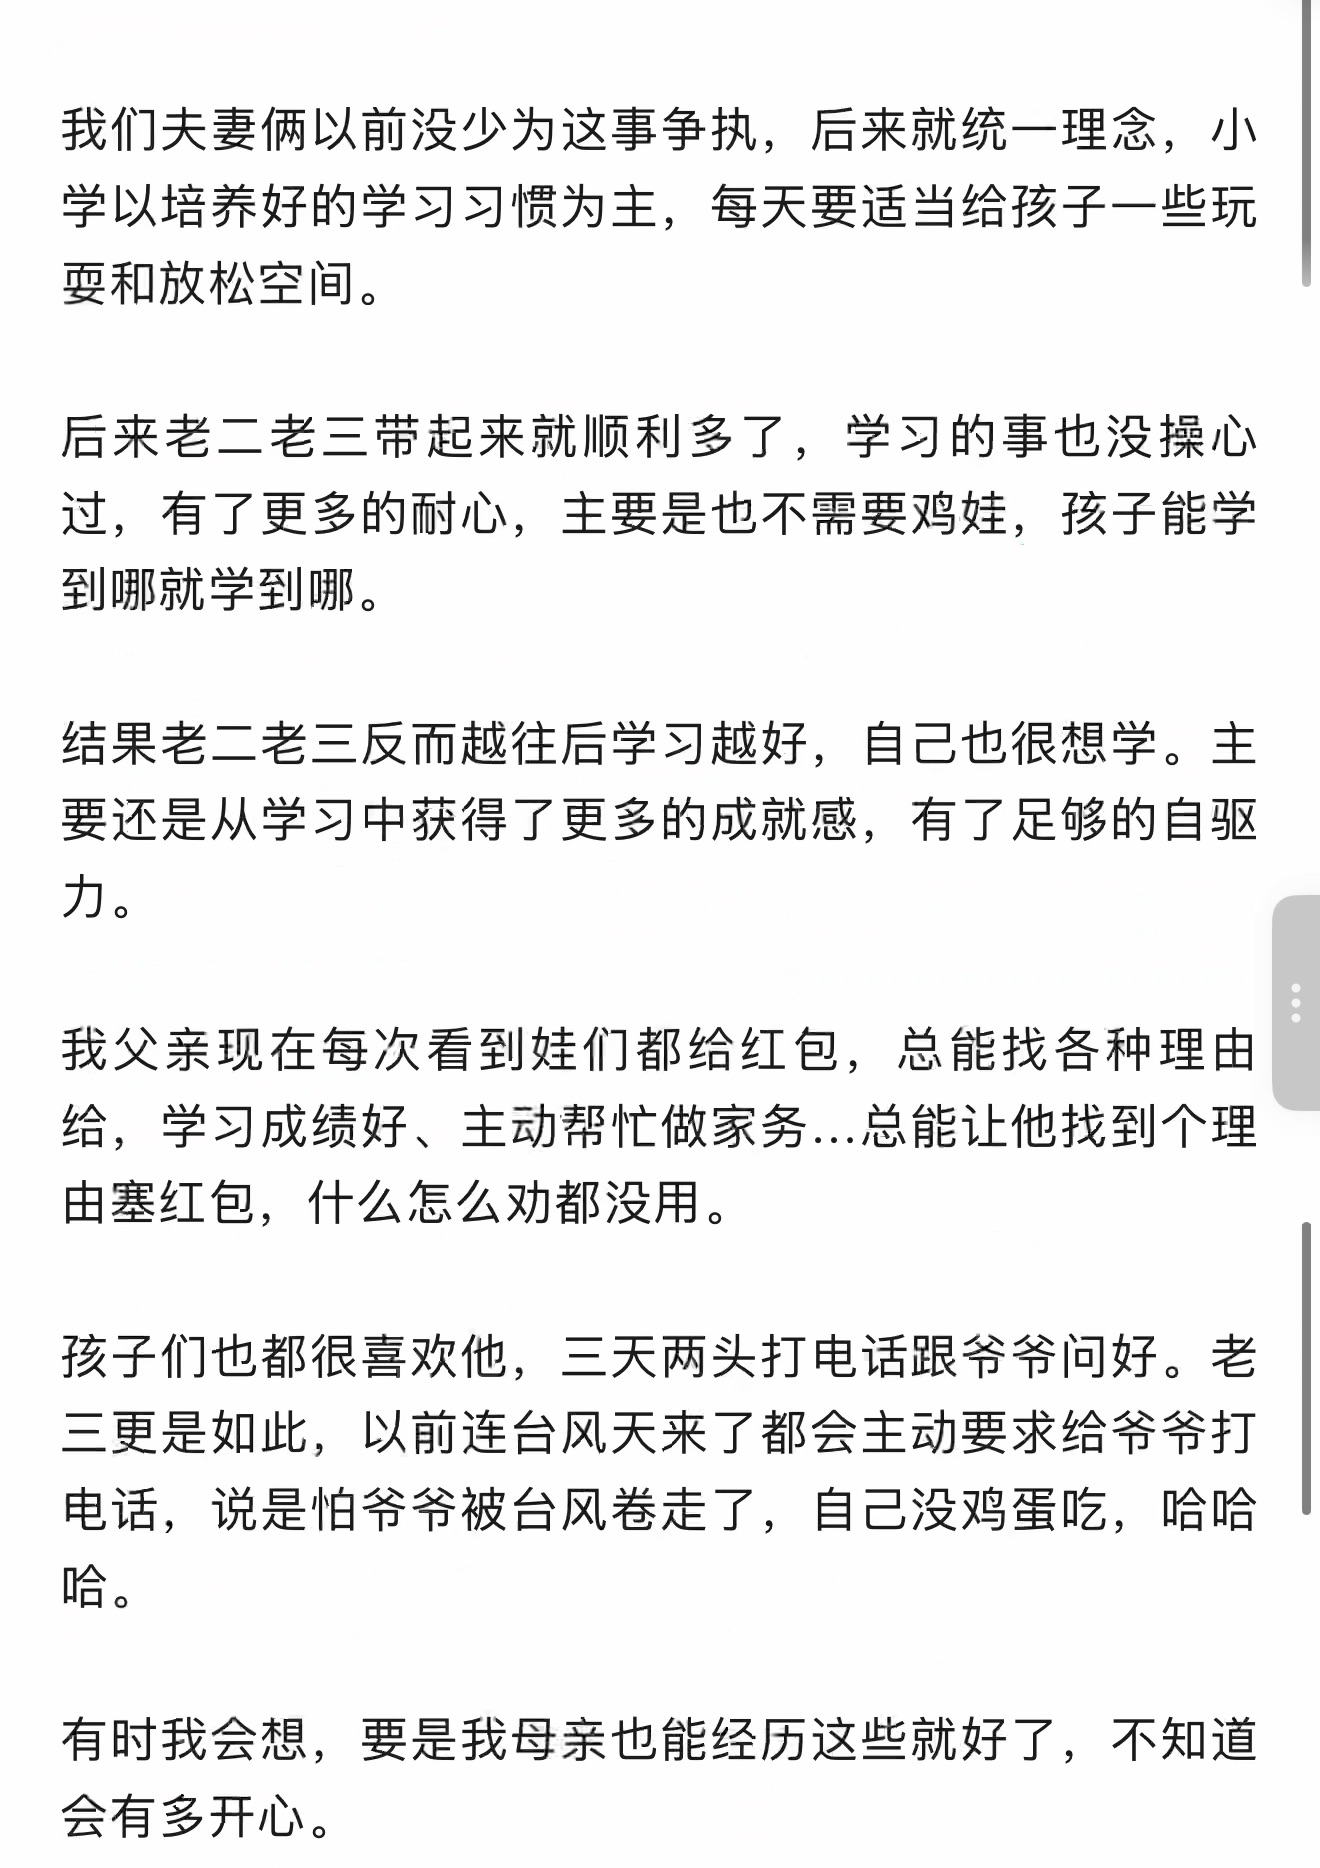 我们夫妻俩以前没少为这事争执，后来就统一理念，小
学以培养好的学习习惯为主，每天要适当给孩子一些玩
耍和放松空间。
后来老二老三带起来就顺利多了，学习的事也没操心
过，有了更多的耐心，主要是也不需要鸡娃，孩子能学
到哪就学到哪。
结果老二老三反而越往后学习越好，自己也很想学。主
要还是从学习中获得了更多的成就感，有了足够的自驱
力。
我父亲现在每次看到娃们都给红包，总能找各种理由
给，学习成绩好、主动帮忙做家务…总能让他找到个理
由塞红包，什么怎么劝都没用。
孩子们也都很喜欢他，三天两头打电话跟爷爷问好。老
三更是如此，以前连台风天来了都会主动要求给爷爷打
电话，说是怕爷爷被台风卷走了，自己没鸡蛋吃，哈哈
哈。
有时我会想，要是我母亲也能经历这些就好了，不知道
会有多开心。